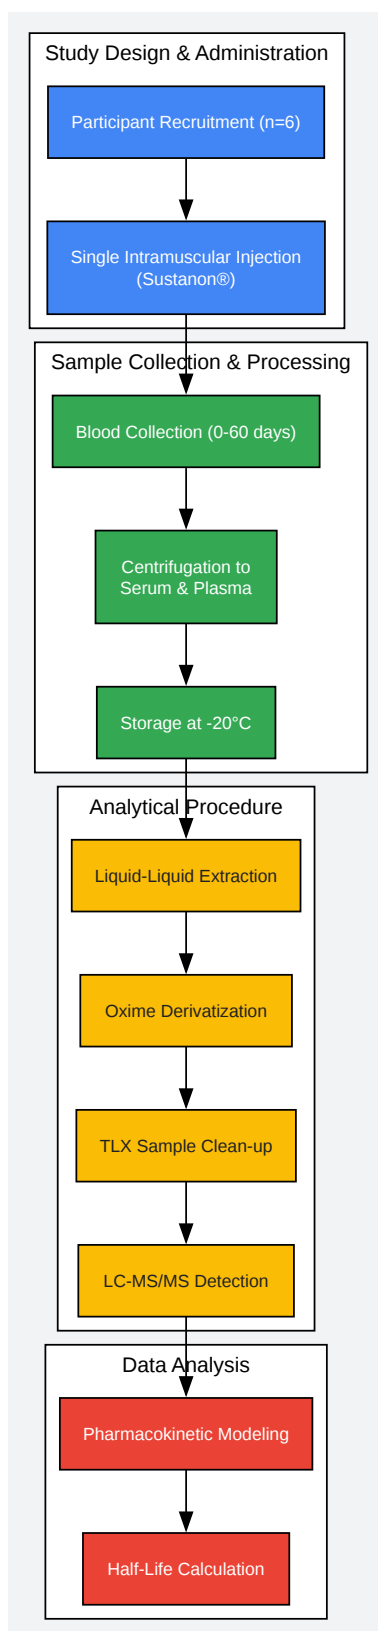 Study Design & Administration
Participant Recruitment (n=6)
Single Intramuscular Injection
(Sustanon®)
Sample Collection & Processing
Blood Collection (0-60 days)
Centrifugation to
Serum & Plasma
Storage at -20°C
Analytical Procedure
Liquid-Liquid Extraction
Oxime Derivatization
TLX Sample Clean-up
LC-MS/MS Detection
Data Analysis
Pharmacokinetic Modeling
Half-Life Calculation